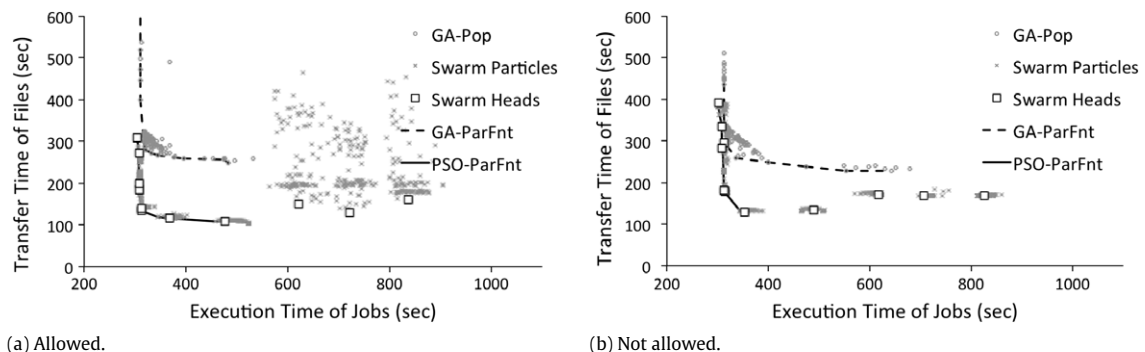 600
500
400
300
200
100
0
Transfer Time of Files (sec)
200 400 600 800 1000
Execution Time of Jobs (sec)
GA-Pop
Swarm Particles
Swarm Heads
GA-ParFnt
PSO-ParFnt
(a) Allowed.
600
500
400
300
200
100
0
Transfer Time of Files (sec)
200 400 600 800 1000
Execution Time of Jobs (sec)
GA-Pop
Swarm Particles
Swarm Heads
GA-ParFnt
PSO-ParFnt
(b) Not allowed.